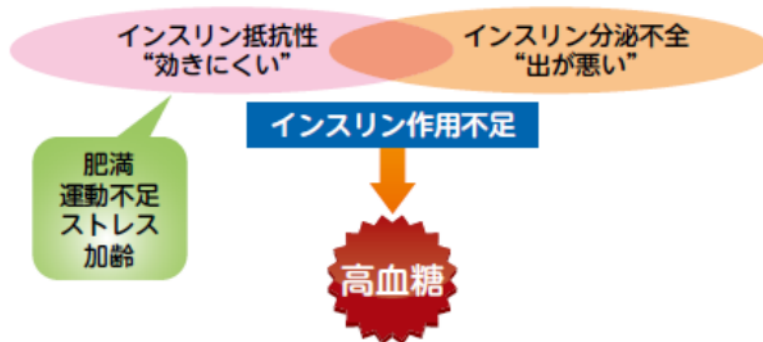 インスリン抵抗性
“効きにくい”
インスリン分泌不全
“出が悪い”
インスリン作用不足
肥満
運動不足
ストレス
加齢
高血糖